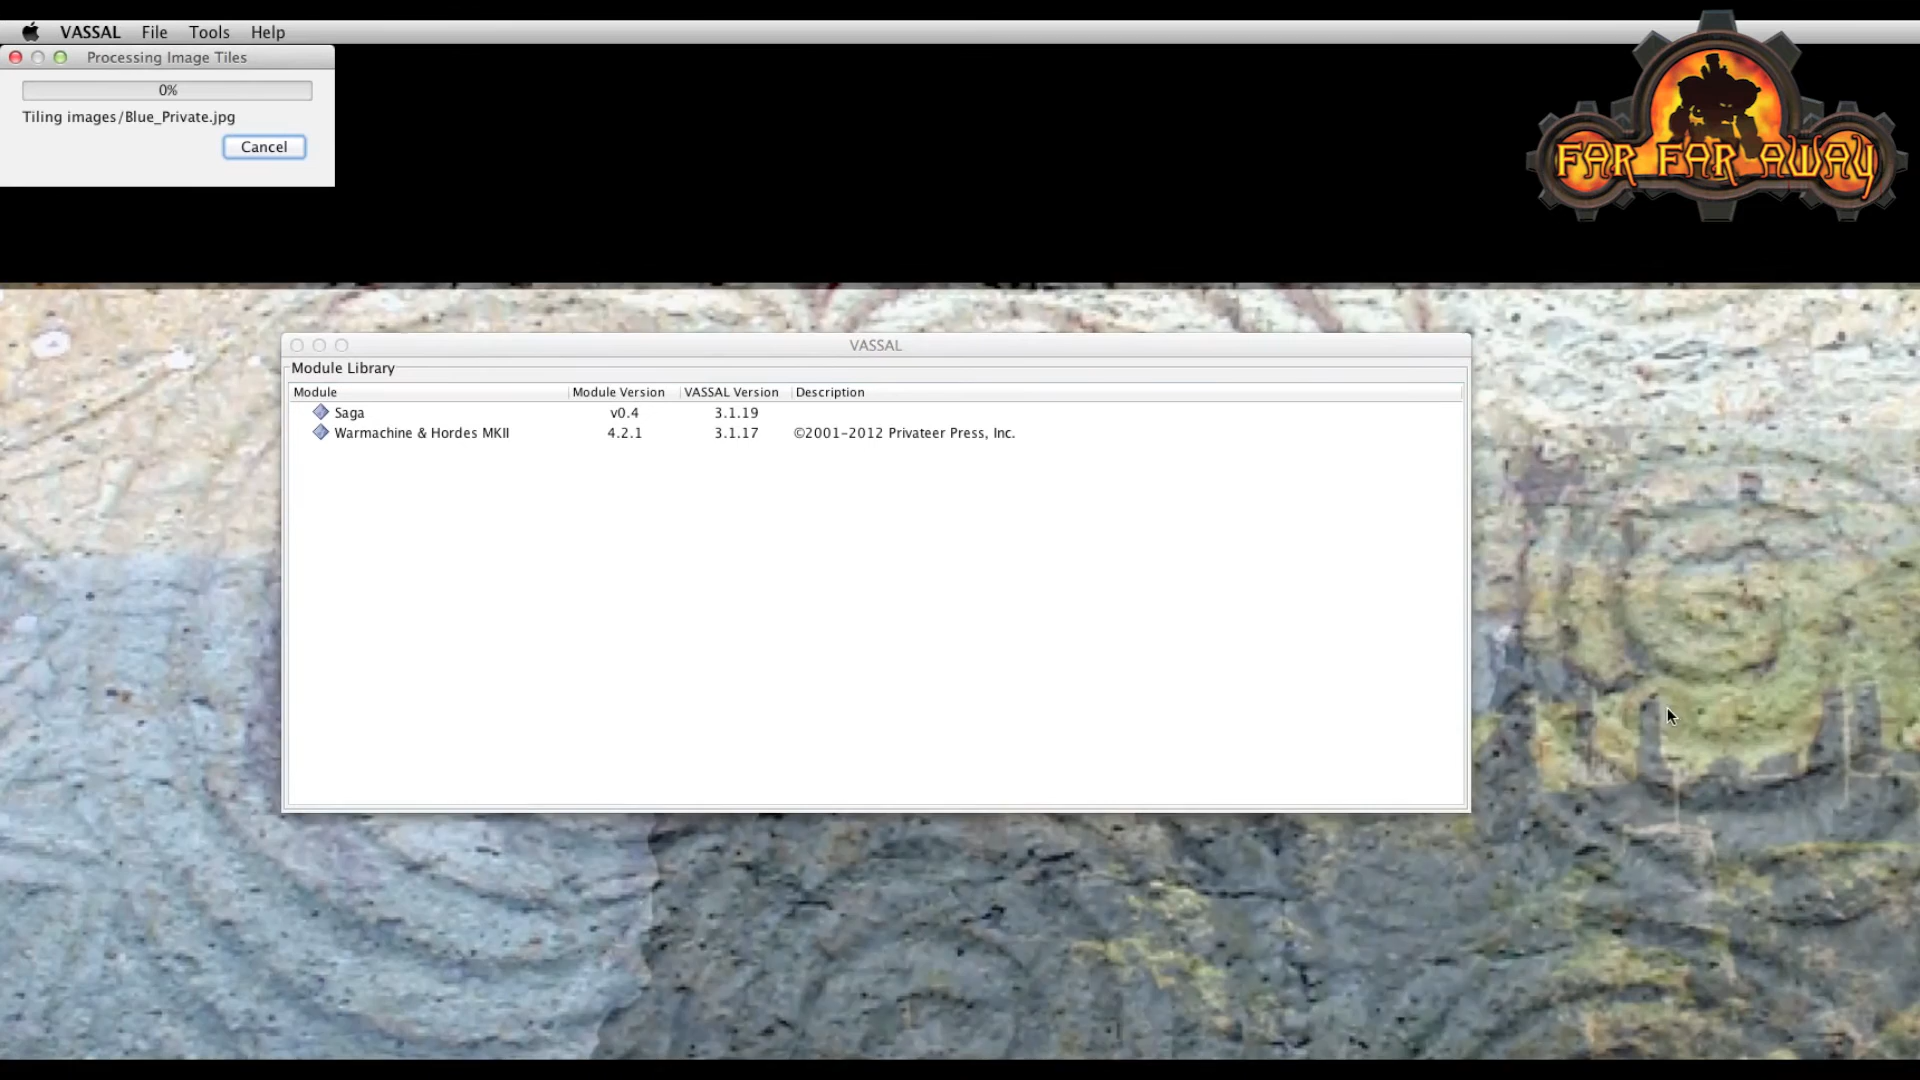 VASSAL File Tools Help
Processing Image Tiles
0%
Tiling images/Blue_Private.jpg
Cancel
FAR FAR AWAY
VASSAL
Module Library
Module Module Version VASSAL Version Description
Saga v0.4 3.1.19
Warmachine & Hordes MKII 4.2.1 3.1.17 ©2001-2012 Privateer Press, Inc.